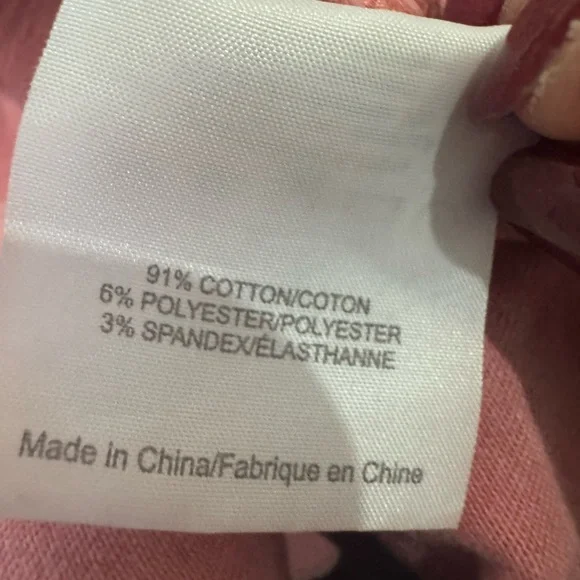 91% COTTON/COTON
6% POLYESTER/POLYESTER
3% SPANDEX/ÉLASTHANNE
Made in China/Fabrique en Chine